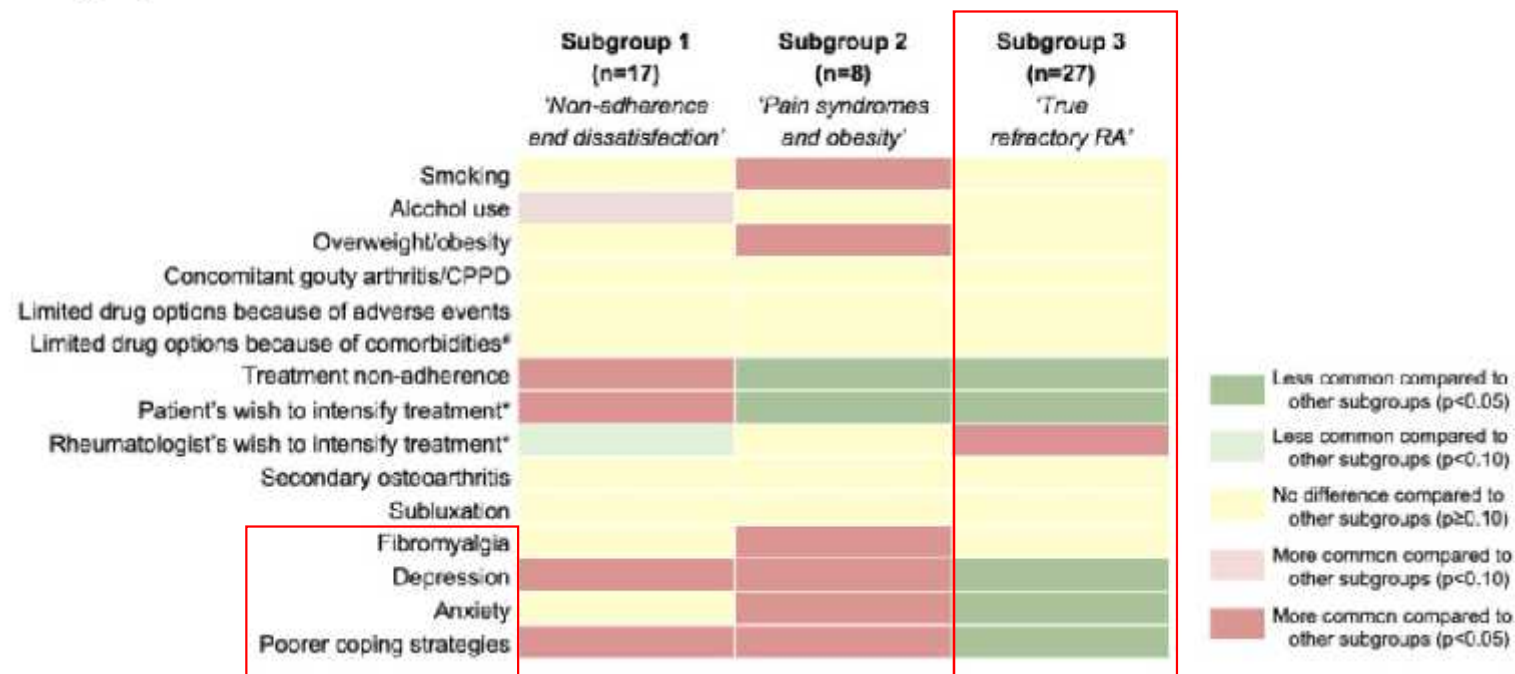 Subgroup 1
(n=17)
'Non-adherence
and dissatisfaction'
Subgroup 2
(n=8)
'Pain syndromes
and obesity'
Subgroup 3
(n=27)
'True
refractory RA'
Smoking
Alcohol use
Overweight/obesity
Concomitant gouty arthritis/CPPD
Limited drug options because of adverse events
Limited drug options because of comorbidities#
Treatment non-adherence
Patient's wish to intensify treatment*
Rheumatologist's wish to intensify treatment*
Secondary osteoarthritis
Subluxation
Fibromyalgia
Depression
Anxiety
Poorer coping strategies
Less common compared to
other subgroups (p<0.05)
Less common compared to
other subgroups (p<0.10)
No difference compared to
other subgroups (p≥0.10)
More common compared to
other subgroups (p<0.10)
More common compared to
other subgroups (p<0.05)